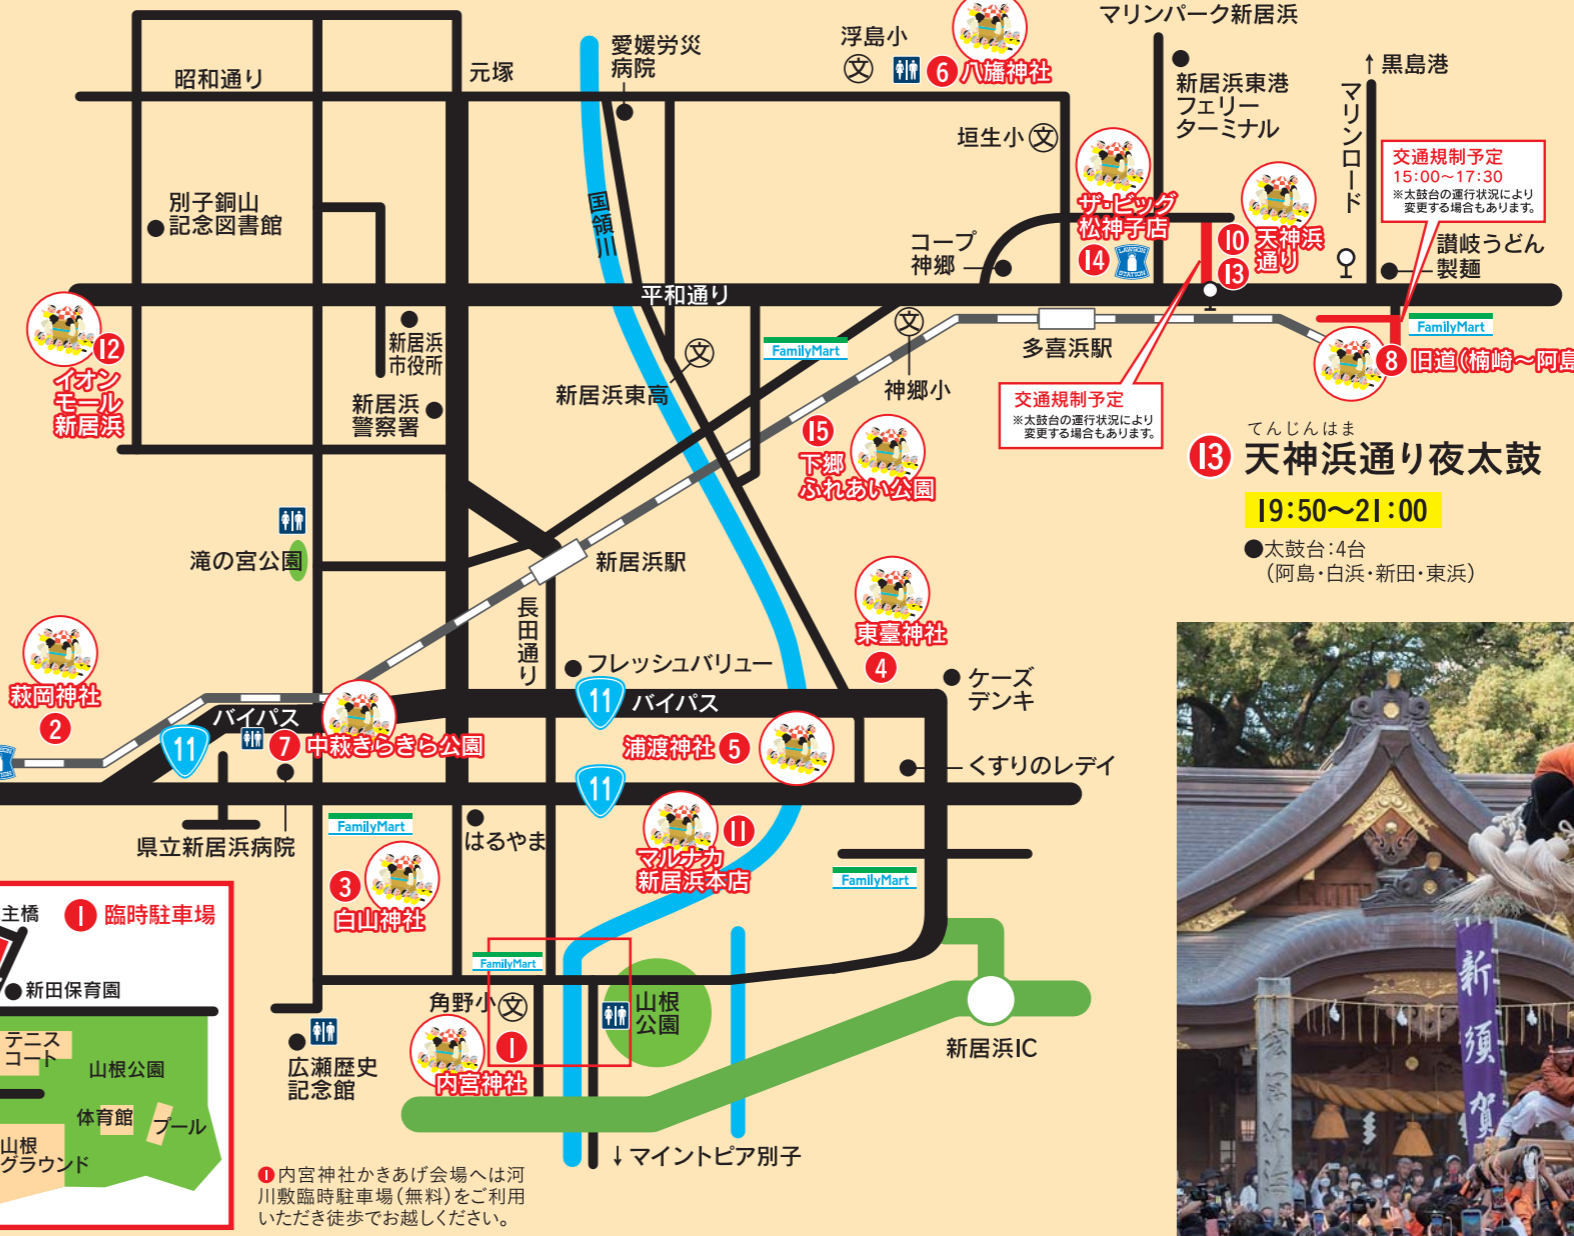 マリンパーク新居浜
浮島小
文
6 八旛神社
愛媛労災
病院
元塚
昭和通り
新居浜東港
フェリー
ターミナル
↑黒島港
マリンロード
垣生小 文
交通規制予定
15:00～17:30
※太鼓台の運行状況により
変更する場合もあります。
別子銅山
記念図書館
国領川
ザ・ビッグ
松神子店
14
LAWSON
STATION
10
13
天神浜
通り
コープ
神郷
讃岐うどん
製麺
平和通り
12
イオン
モール
新居浜
新居浜
市役所
FamilyMart
文
神郷小
多喜浜駅
FamilyMart
8 旧道(楠崎～阿島
新居浜東高
文
新居浜
警察署
交通規制予定
※太鼓台の運行状況により
変更する場合もあります。
15
下郷
ふれあい公園
てんじんはま
13 天神浜通り夜太鼓
19:50～21:00
●太鼓台:4台
(阿島・白浜・新田・東浜)
滝の宮公園
新居浜駅
長田通り
東臺神社
4
フレッシュバリュー
ケーズ
デンキ
萩岡神社
2
バイパス
11
11
バイパス
7 中萩きらきら公園
浦渡神社 5
くすりのレデイ
11
県立新居浜病院
FamilyMart
はるやま
11
マルナカ
新居浜本店
FamilyMart
3
白山神社
主橋
1 臨時駐車場
新田保育園
テニス
コート
山根公園
体育館
プール
山根
グラウンド
FamilyMart
角野小 文
山根
公園
1
内宮神社
広瀬歴史
記念館
新居浜IC
↓マイントピア別子
1内宮神社かきあげ会場へは河
川敷臨時駐車場(無料)をご利用
いただき徒歩でお越しください。
新須賀